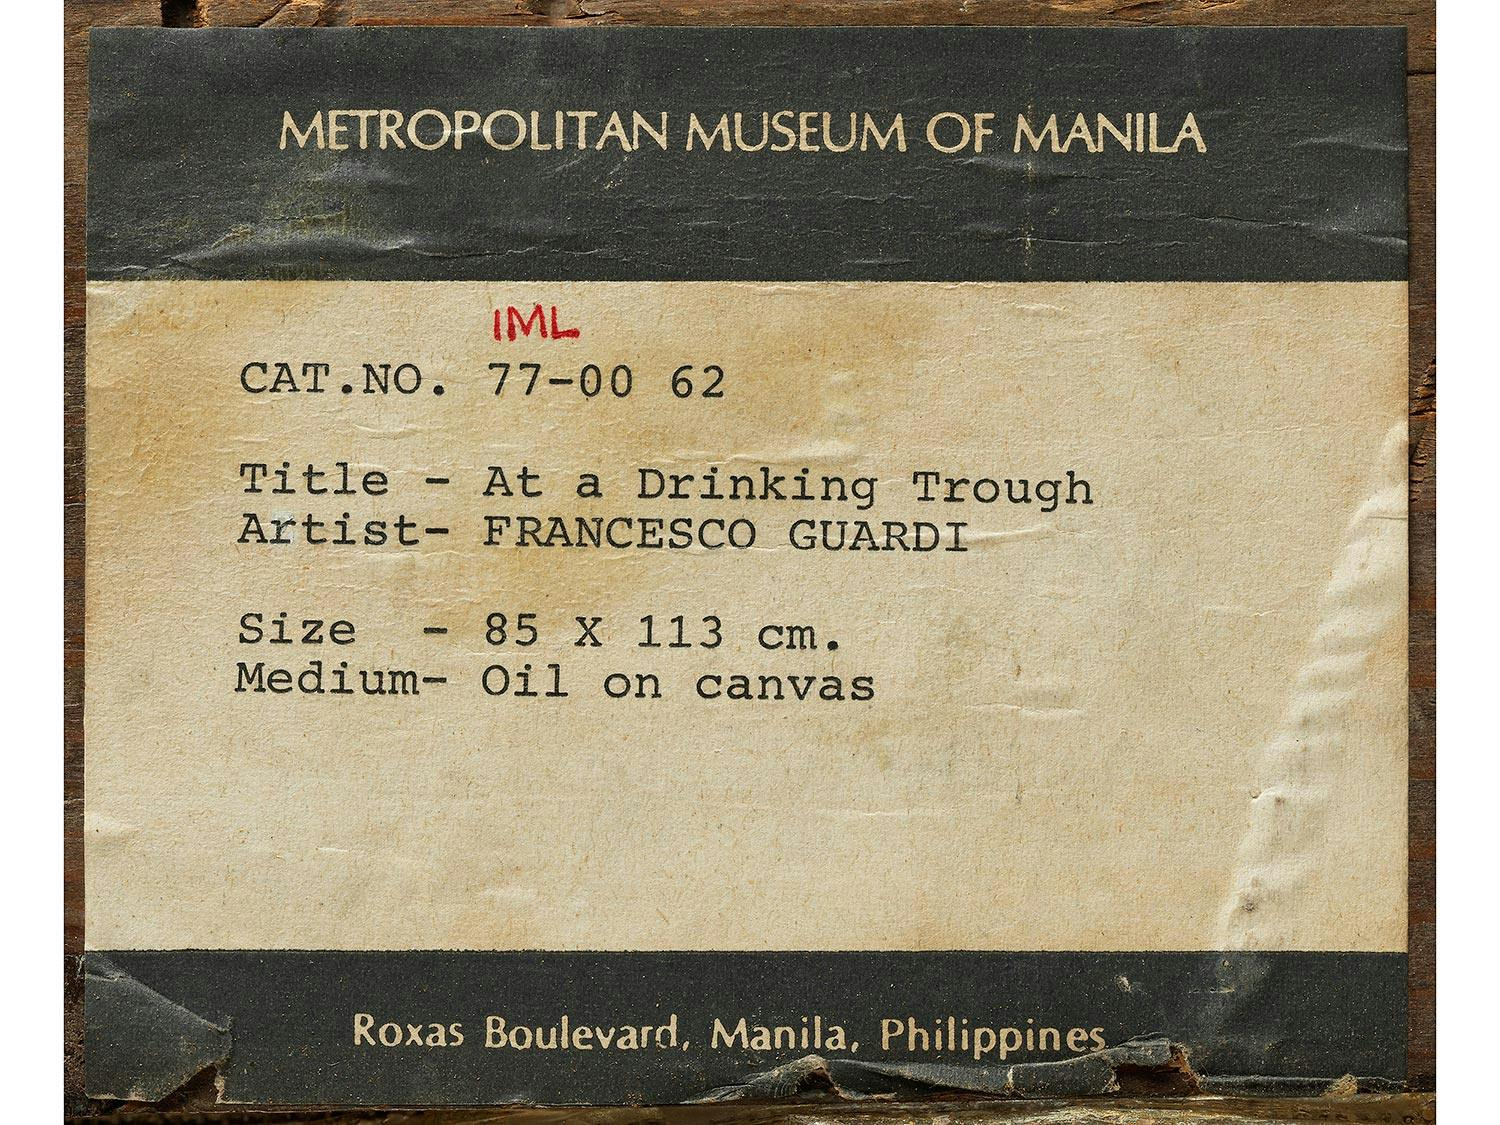 METROPOLITAN MUSEUM OF MANILA
IML
CAT.NO. 77-00 62
Title - At a Drinking Trough
Artist- FRANCESCO GUARDI
Size - 85 X 113 cm.
Medium- Oil on canvas
Roxas Boulevard, Manila, Philippines